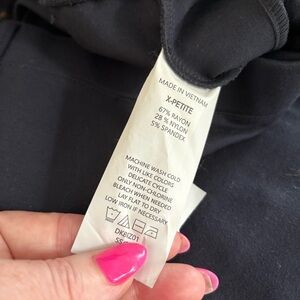 MADE IN VIETNAM
X-PETITE
67% RAYON
28% NYLON
5% SPANDEX
MACHINE WASH COLD
WITH LIKE COLORS
DELICATE CYCLE
ONLY NON-CHLORINE
BLEACH WHEN NEEDED
LAY FLAT TO DRY
LOW IRON IF NECESSARY